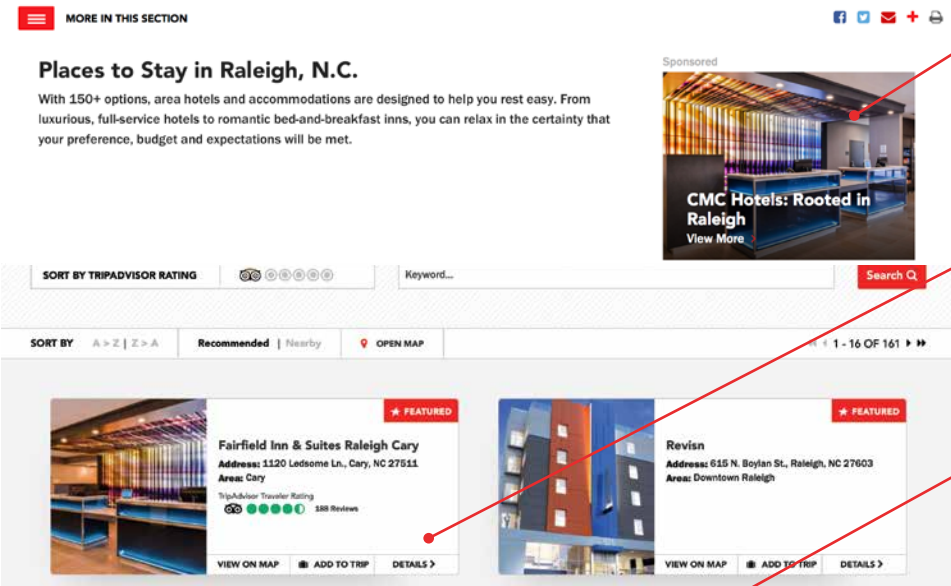 MORE IN THIS SECTION
Places to Stay in Raleigh, N.C.
With 150+ options, area hotels and accommodations are designed to help you rest easy. From
luxurious, full-service hotels to romantic bed-and-breakfast inns, you can relax in the certainty that
your preference, budget and expectations will be met.
Sponsored
CMC Hotels: Rooted in
Raleigh
View More
SORT BY TRIPADVISOR RATING
Keyword...
Search
SORT BY A > Z | Z > A Recommended | Nearby OPEN MAP 1 - 16 OF 161
FEATURED
Fairfield Inn & Suites Raleigh Cary
Address: 1120 Ledsome Ln., Cary, NC 27511
Area: Cary
TripAdvisor Traveler Rating
188 Reviews
VIEW ON MAP ADD TO TRIP DETAILS >
FEATURED
Revisn
Address: 615 N. Boylan St., Raleigh, NC 27603
Area: Downtown Raleigh
VIEW ON MAP ADD TO TRIP DETAILS >